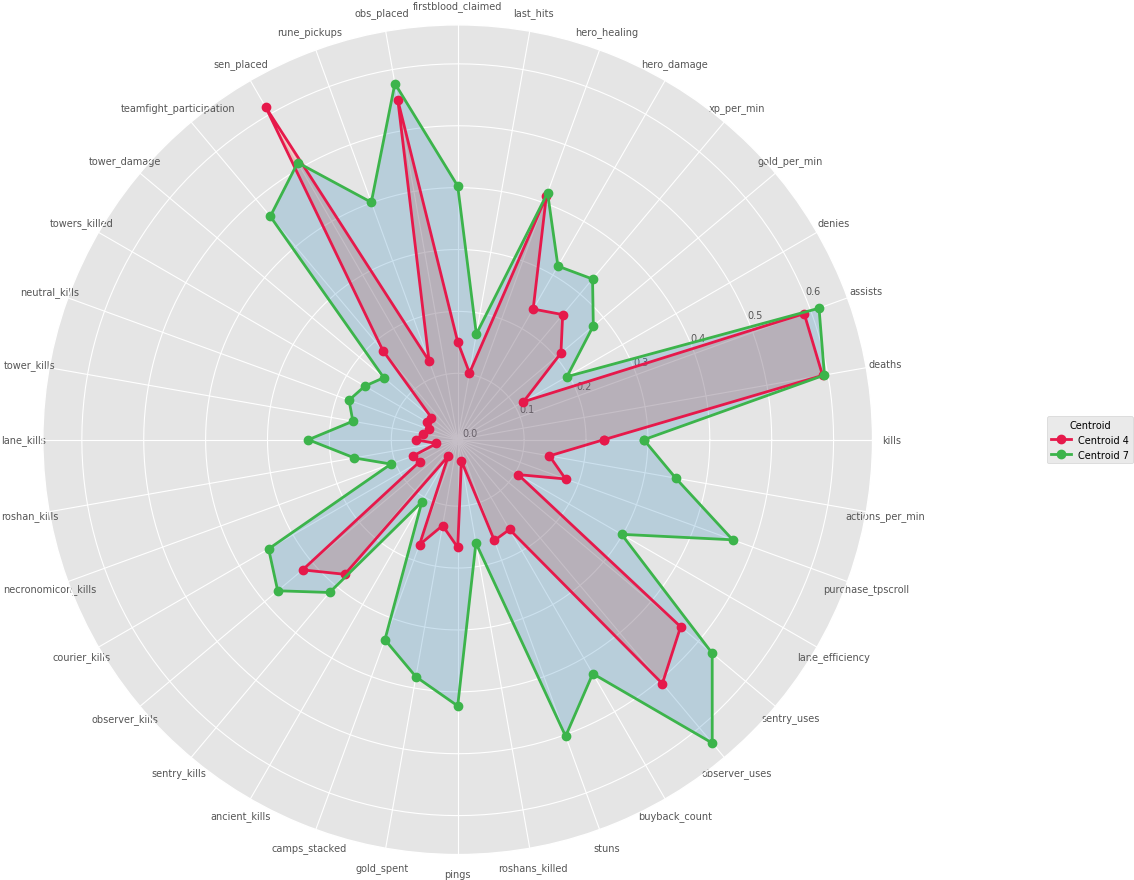 firstblood_claimed
obs_placed
last_hits
rune_pickups
hero_healing
sen_placed
hero_damage
teamfight_participation
xp_per_min
tower_damage
gold_per_min
towers_killed
denies
neutral_kills
assists
0.6
0.5
0.4
tower_kills
0.3
deaths
0.2
0.1
0.0
lane_kills
kills
Centroid
Centroid 4
Centroid 7
roshan_kills
actions_per_min
necronomicon_kills
purchase_tpscroll
courier_kills
lane_efficiency
observer_kills
sentry_uses
sentry_kills
observer_uses
ancient_kills
buyback_count
camps_stacked
stuns
gold_spent
roshans_killed
pings